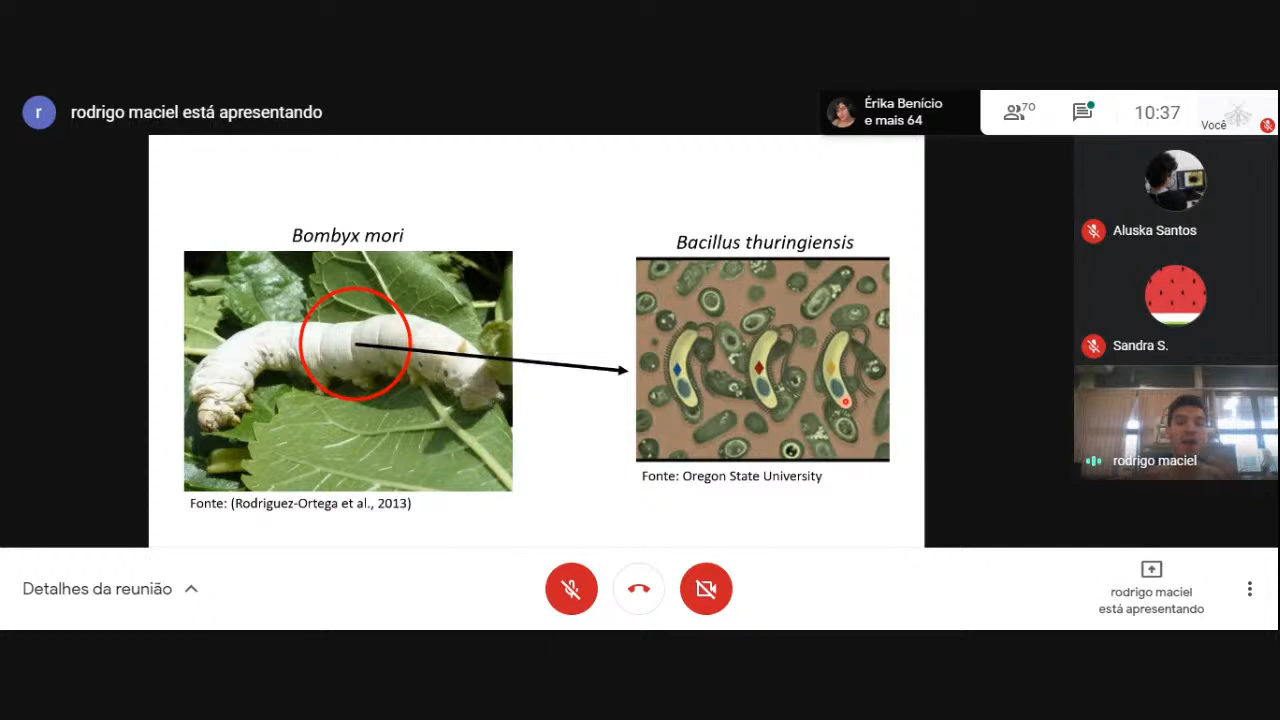 r
rodrigo maciel está apresentando
Érika Benício
e mais 64
70
10:37
Você
Aluska Santos
Sandra S.
rodrigo maciel
Bombyx mori
Bacillus thuringiensis
Fonte: Oregon State University
Fonte: (Rodriguez-Ortega et al., 2013)
Detalhes da reunião
rodrigo maciel
está apresentando